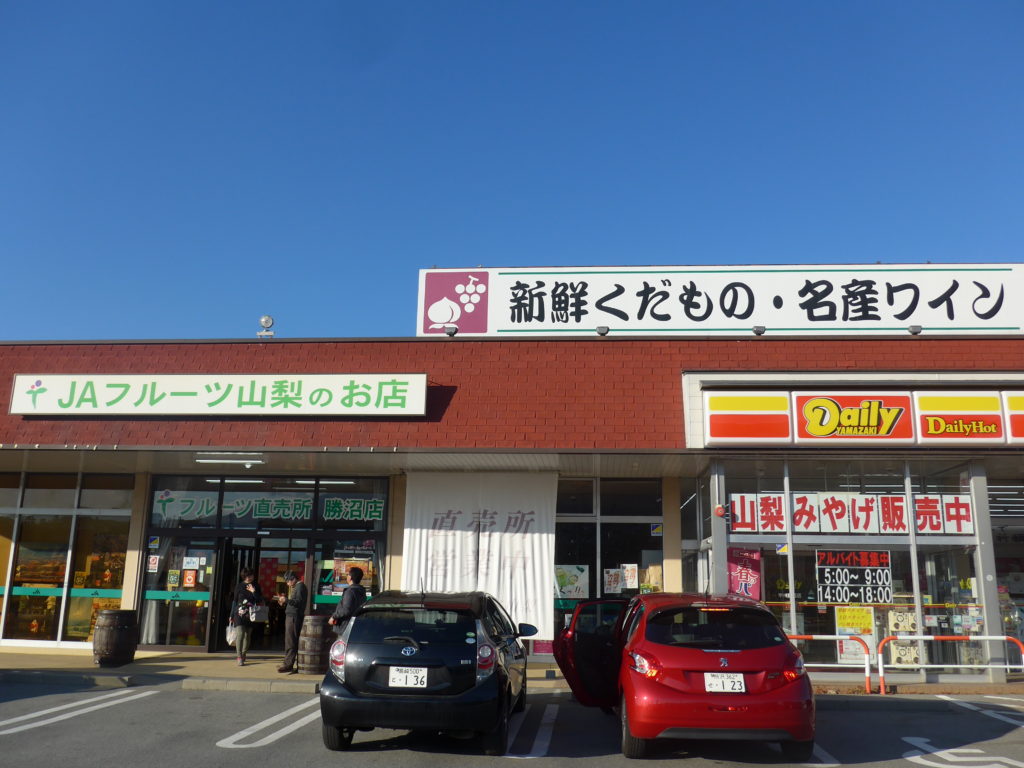 新鮮くだもの・名産ワイン
JAフルーツ山梨のお店
Daily
YAMAZAKI
DailyHot
フルーツ直売所 勝沼店
直売所
営業中
山梨みやげ販売中
アルバイト募集中
5:00〜9:00
14:00〜18:00
・136
123